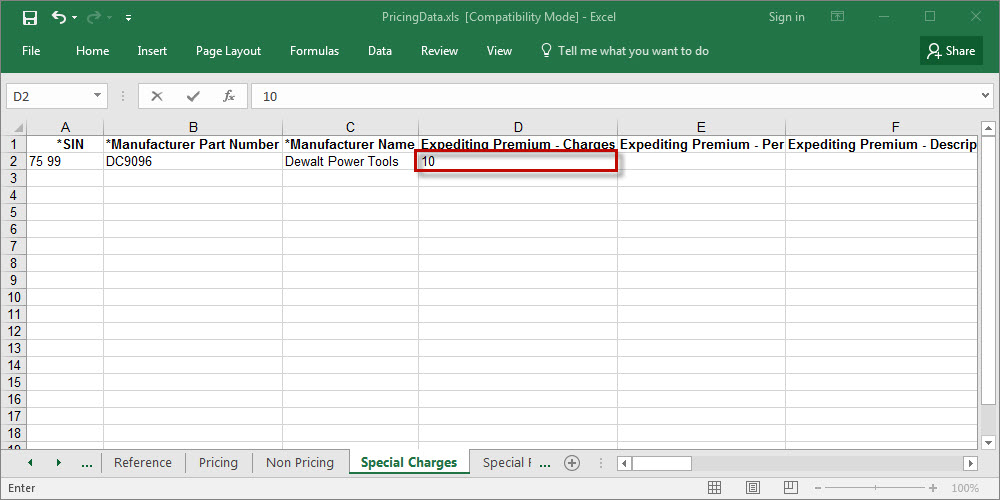 PricingData.xls [Compatibility Mode] - Excel
Sign in
File Home Insert Page Layout Formulas Data Review View Tell me what you want to do Share
D2 fx 10
A B C D E F
1 *SIN *Manufacturer Part Number *Manufacturer Name Expediting Premium - Charges Expediting Premium - Per Expediting Premium - Descrip
2 75 99 DC9096 Dewalt Power Tools 10
3
4
5
6
7
8
9
10
11
12
13
14
15
16
17
18
19
... Reference Pricing Non Pricing Special Charges Special F ...
Enter 100%